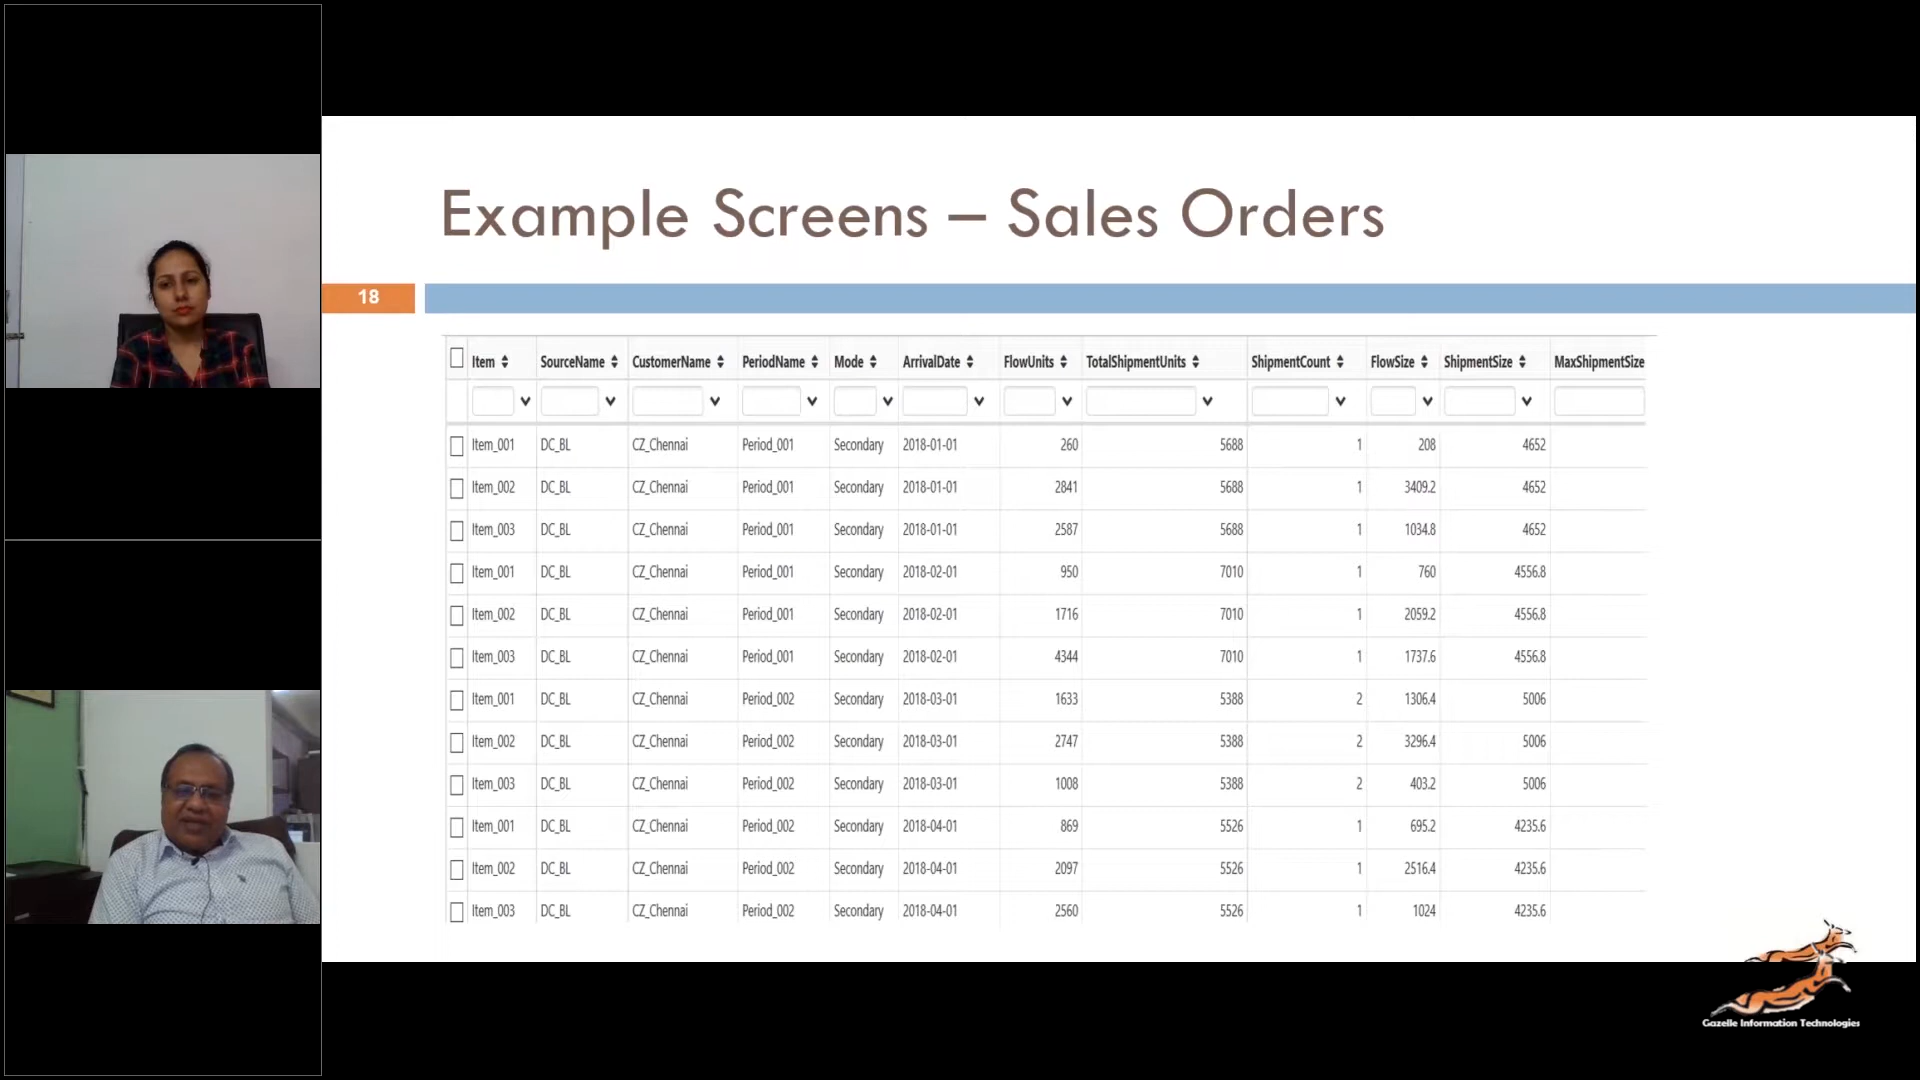 Example Screens – Sales Orders
18
Item SourceName CustomerName PeriodName Mode ArrivalDate FlowUnits TotalShipmentUnits ShipmentCount FlowSize ShipmentSize MaxShipmentSize
Item_001 DC_BL CZ_Chennai Period_001 Secondary 2018-01-01 260 5688 1 208 4652
Item_002 DC_BL CZ_Chennai Period_001 Secondary 2018-01-01 2841 5688 1 3409.2 4652
Item_003 DC_BL CZ_Chennai Period_001 Secondary 2018-01-01 2587 5688 1 1034.8 4652
Item_001 DC_BL CZ_Chennai Period_001 Secondary 2018-02-01 950 7010 1 760 4556.8
Item_002 DC_BL CZ_Chennai Period_001 Secondary 2018-02-01 1716 7010 1 2059.2 4556.8
Item_003 DC_BL CZ_Chennai Period_001 Secondary 2018-02-01 4344 7010 1 1737.6 4556.8
Item_001 DC_BL CZ_Chennai Period_002 Secondary 2018-03-01 1633 5388 2 1306.4 5006
Item_002 DC_BL CZ_Chennai Period_002 Secondary 2018-03-01 2747 5388 2 3296.4 5006
Item_003 DC_BL CZ_Chennai Period_002 Secondary 2018-03-01 1008 5388 2 403.2 5006
Item_001 DC_BL CZ_Chennai Period_002 Secondary 2018-04-01 869 5526 1 695.2 4235.6
Item_002 DC_BL CZ_Chennai Period_002 Secondary 2018-04-01 2097 5526 1 2516.4 4235.6
Item_003 DC_BL CZ_Chennai Period_002 Secondary 2018-04-01 2560 5526 1 1024 4235.6
Gazelle Information Technologies